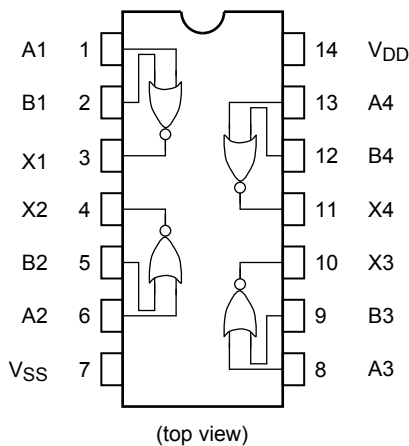 A1 1 14 VDD
B1 2 13 A4
X1 3 12 B4
X2 4 11 X4
B2 5 10 X3
A2 6 9 B3
VSS 7 8 A3
(top view)